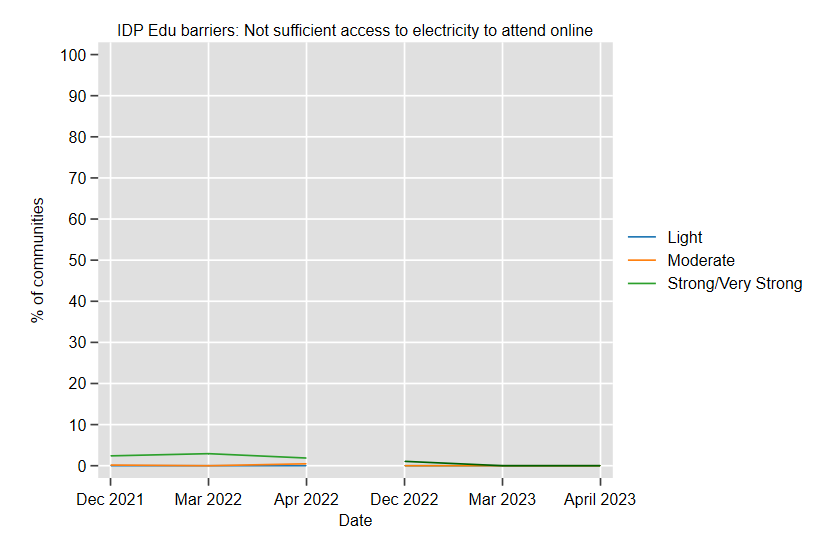 IDP Edu barriers: Not sufficient access to electricity to attend online
100
90
80
70
60
50
40
30
20
10
0
% of communities
Dec 2021 Mar 2022 Apr 2022 Dec 2022 Mar 2023 April 2023
Date
Light
Moderate
Strong/Very Strong